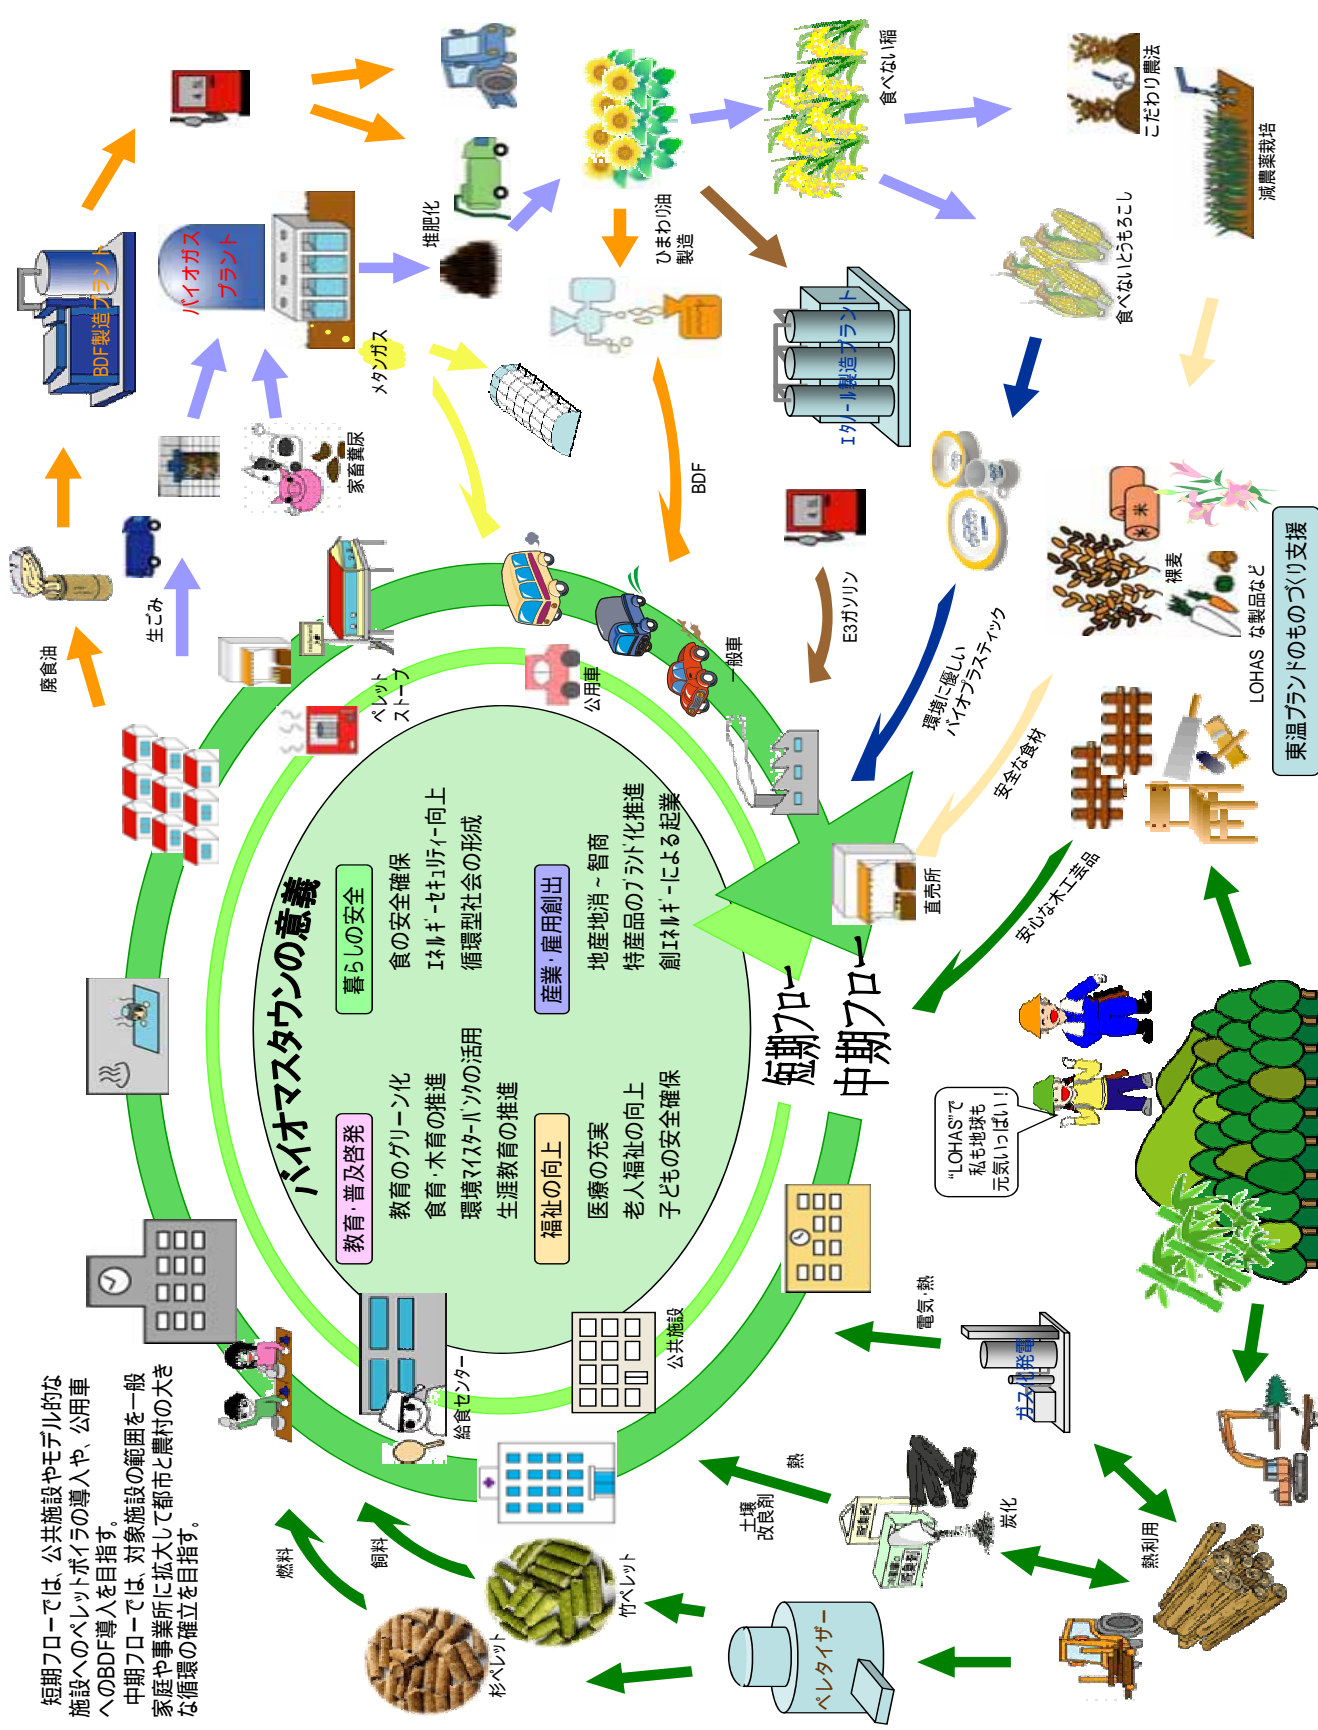 短期フローでは、公共施設やモデル的な
施設へのペレットボイラの導入や、公用車
へのBDF導入を目指す。
中期フローでは、対象施設の範囲を一般
家庭や事業所に拡大して都市と農村の大き
な循環の確立を目指す。
廃食油
生ごみ
BDF製造プラント
バイオガス
プラント
家畜糞尿
メタンガス
堆肥化
ひまわり油
製造
BDF
エタノール製造プラント
食べない稲
食べないとうもろこし
こだわり農法
減農薬栽培
E3ガソリン
環境に優しい
バイオプラスティック
安全な食材
裸麦
米
米
LOHAS な製品など
東温ブランドのものづくり支援
安心な木工芸品
直売所
一般車
公用車
ペレット
ストーブ
バイオマスタウンの意義
教育・普及啓発
教育のグリーン化
食育・木育の推進
環境マイスターバンクの活用
生涯教育の推進
暮らしの安全
食の安全確保
エネルギーセキュリティー向上
循環型社会の形成
福祉の向上
医療の充実
老人福祉の向上
子どもの安全確保
産業・雇用創出
地産地消～智商
特産品のブランド化推進
創エネルギーによる起業
短期フロー
中期フロー
給食センター
公共施設
燃料
飼料
杉ペレット
竹ペレット
ペレタイザー
土壌
改良剤
熱
炭化
電気・熱
ガス化発電
熱利用
“LOHAS”で
私も地球も
元気いっぱい！